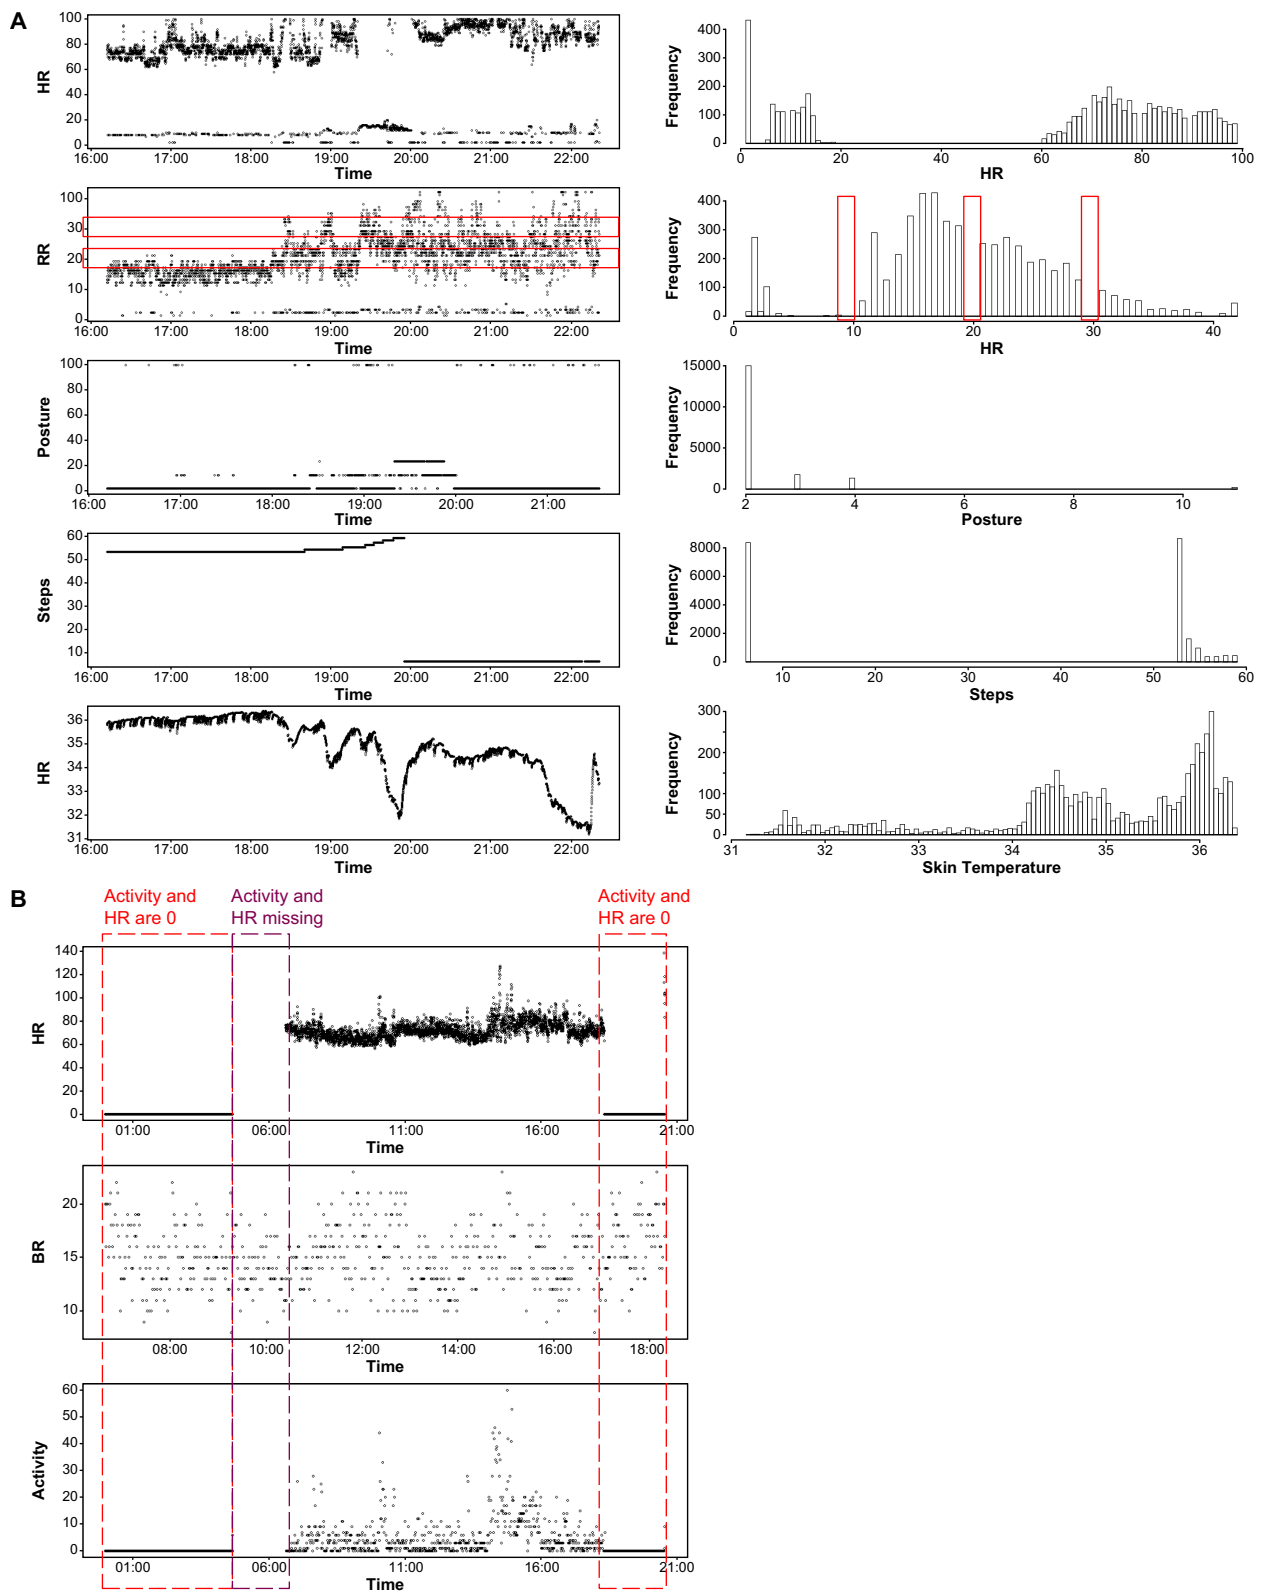 A
HR
100
80
60
40
20
0
16:00 17:00 18:00 19:00 20:00 21:00 22:00
Time
Frequency
400
300
200
100
0
0 20 40 60 80 100
HR
RR
100
30
20
10
0
16:00 17:00 18:00 19:00 20:00 21:00 22:00
Time
Frequency
400
300
200
100
0
0 10 20 30 40
HR
Posture
100
80
60
40
20
0
16:00 17:00 18:00 19:00 20:00 21:00
Time
Frequency
15000
10000
5000
0
2 4 6 8 10
Posture
Steps
60
50
40
30
20
10
16:00 17:00 18:00 19:00 20:00 21:00 22:00
Time
Frequency
8000
6000
4000
2000
0
10 20 30 40 50 60
Steps
HR
36
35
34
33
32
31
16:00 17:00 18:00 19:00 20:00 21:00 22:00
Time
Frequency
300
200
100
50
0
31 32 33 34 35 36
Skin Temperature
B
Activity and
HR are 0
Activity and
HR missing
Activity and
HR are 0
HR
140
120
100
80
60
40
20
0
01:00 06:00 11:00 16:00 21:00
Time
BR
20
15
10
08:00 10:00 12:00 14:00 16:00 18:00
Time
Activity
60
50
40
30
20
10
0
01:00 06:00 11:00 16:00 21:00
Time